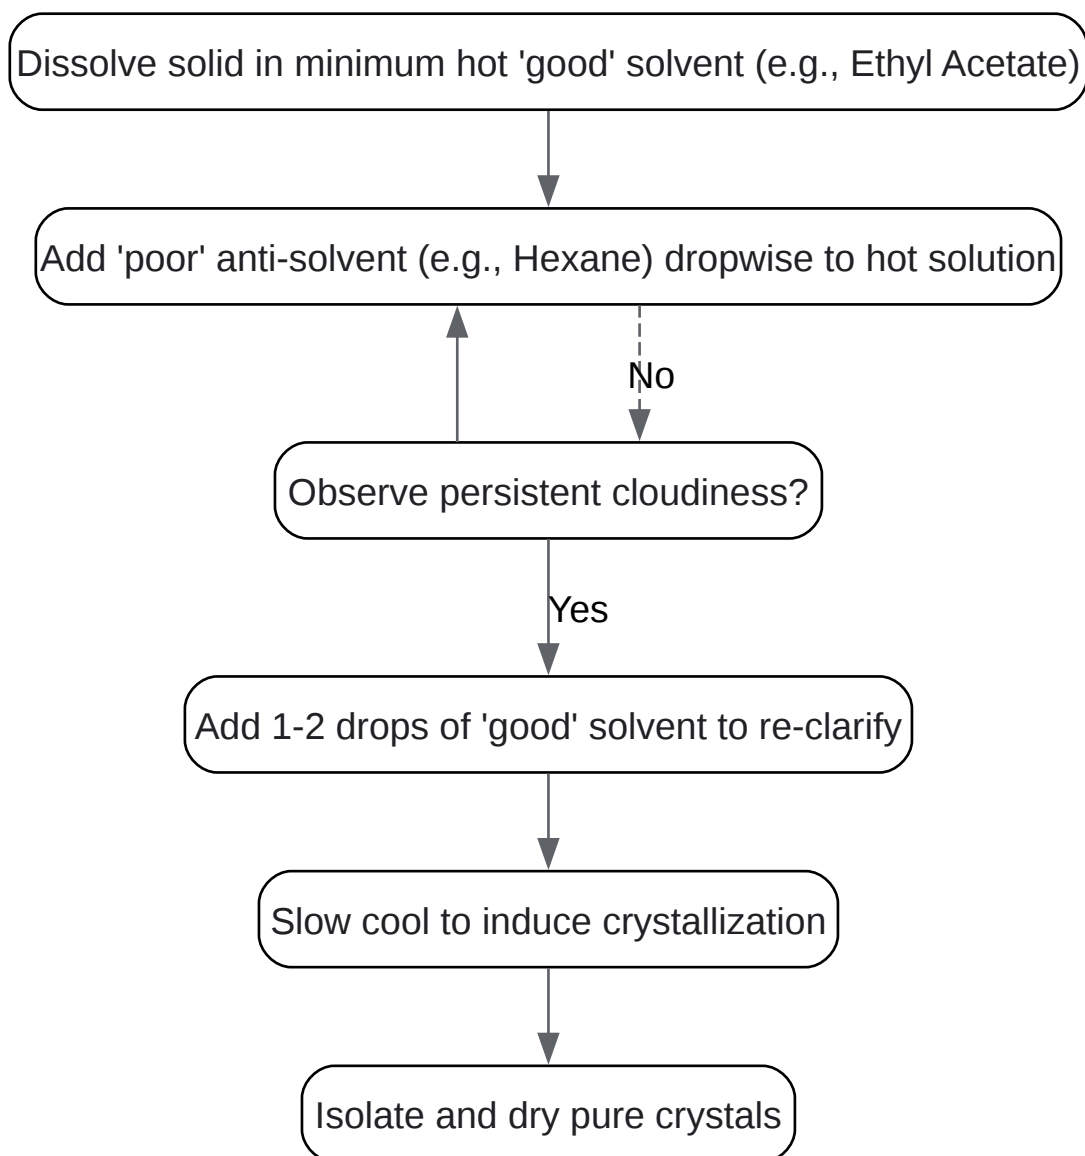 Dissolve solid in minimum hot 'good' solvent (e.g., Ethyl Acetate)
Add 'poor' anti-solvent (e.g., Hexane) dropwise to hot solution
No
Observe persistent cloudiness?
Yes
Add 1-2 drops of 'good' solvent to re-clarify
Slow cool to induce crystallization
Isolate and dry pure crystals